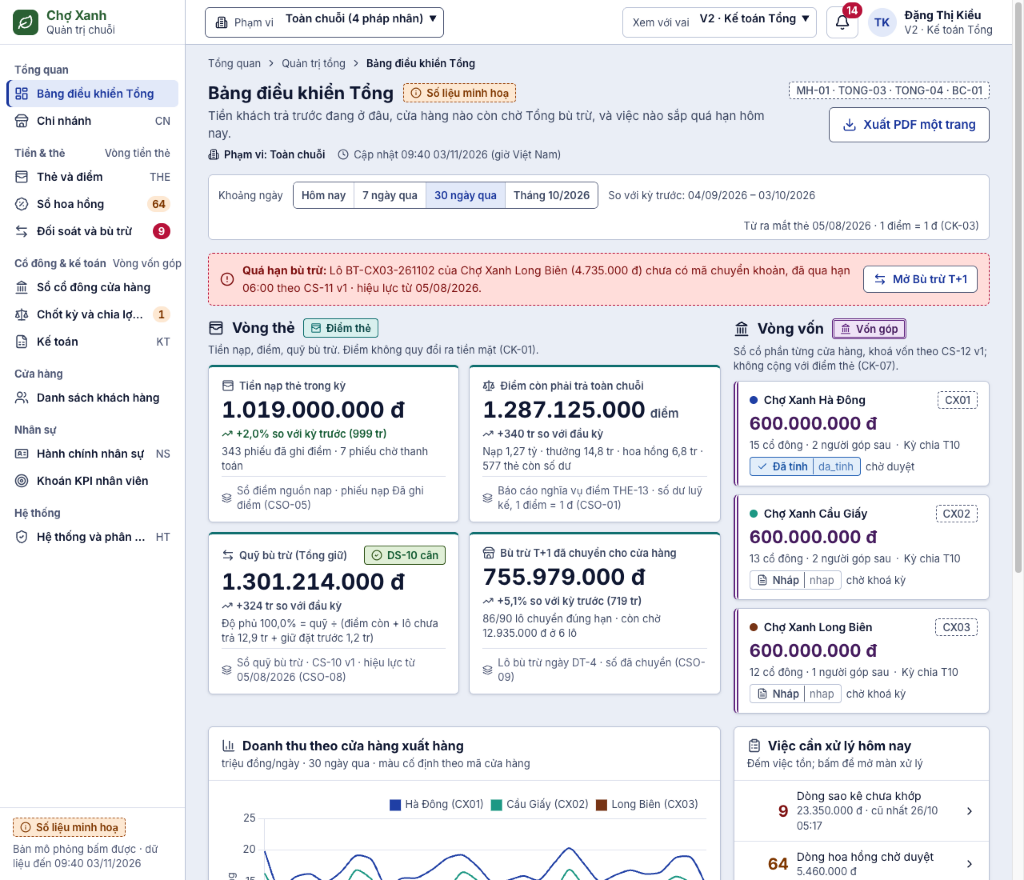 Chợ Xanh
Quản trị chuỗi
Phạm vi Toàn chuỗi (4 pháp nhân) ▼
Xem với vai V2 · Kế toán Tổng ▼
14
TK
Đặng Thị Kiều
V2 · Kế toán Tổng
Tổng quan
Bảng điều khiển Tổng
Chi nhánh CN
Tiền & thẻ Vòng tiền thẻ
Thẻ và điểm THE
Sổ hoa hồng 64
Đối soát và bù trừ 9
Cổ đông & kế toán Vòng vốn góp
Sổ cổ đông cửa hàng
Chốt kỳ và chia lợ... 1
Kế toán KT
Cửa hàng
Danh sách khách hàng
Nhân sự
Hành chính nhân sự NS
Khoán KPI nhân viên
Hệ thống
Hệ thống và phân ... HT
Số liệu minh hoạ
Bản mô phỏng bấm được · dữ
liệu đến 09:40 03/11/2026
Tổng quan > Quản trị tổng > Bảng điều khiển Tổng
Bảng điều khiển Tổng
Số liệu minh hoạ
Tiền khách trả trước đang ở đâu, cửa hàng nào còn chờ Tổng bù trừ, và việc nào sắp quá hạn hôm
nay.
Phạm vi: Toàn chuỗi
Cập nhật 09:40 03/11/2026 (giờ Việt Nam)
MH-01 · TONG-03 · TONG-04 · BC-01
Xuất PDF một trang
Khoảng ngày
Hôm nay
7 ngày qua
30 ngày qua
Tháng 10/2026
So với kỳ trước: 04/09/2026 – 03/10/2026
Từ ra mắt thẻ 05/08/2026 · 1 điểm = 1 đ (CK-03)
Quá hạn bù trừ: Lô BT-CX03-261102 của Chợ Xanh Long Biên (4.735.000 đ) chưa có mã chuyển khoản, đã quá hạn
06:00 theo CS-11 v1 · hiệu lực từ 05/08/2026.
Mở Bù trừ T+1
Vòng thẻ
Điểm thẻ
Tiền nạp, điểm, quỹ bù trừ. Điểm không quy đổi ra tiền mặt (CK-01).
Tiền nạp thẻ trong kỳ
1.019.000.000 đ
+2,0% so với kỳ trước (999 tr)
343 phiếu đã ghi điểm · 7 phiếu chờ thanh
toán
Sổ điểm nguồn nap · phiếu nạp Đã ghi
điểm (CSO-05)
Điểm còn phải trả toàn chuỗi
1.287.125.000 điểm
+340 tr so với đầu kỳ
Nạp 1,27 tỷ · thưởng 14,8 tr · hoa hồng 6,8 tr ·
577 thẻ còn số dư
Báo cáo nghĩa vụ điểm THE-13 · số dư luỹ
kế, 1 điểm = 1 đ (CSO-01)
Quỹ bù trừ (Tổng giữ)
DS-10 cân
1.301.214.000 đ
+324 tr so với đầu kỳ
Độ phủ 100,0% = quỹ ÷ (điểm còn + lô chưa
trả 12,9 tr + giữ đặt trước 1,2 tr)
Sổ quỹ bù trừ · CS-10 v1 · hiệu lực từ
05/08/2026 (CSO-08)
Bù trừ T+1 đã chuyển cho cửa hàng
755.979.000 đ
+5,1% so với kỳ trước (719 tr)
86/90 lô chuyển đúng hạn · còn chờ
12.935.000 đ ở 6 lô
Lô bù trừ ngày DT-4 · số đã chuyển (CSO-
09)
Vòng vốn
Vốn góp
Sổ cổ phần từng cửa hàng, khoá vốn theo CS-12 v1;
không cộng với điểm thẻ (CK-07).
Chợ Xanh Hà Đông CX01
600.000.000 đ
15 cổ đông · 2 người góp sau · Kỳ chia T10
Đã tính | da_tinh chờ duyệt
Chợ Xanh Cầu Giấy CX02
600.000.000 đ
13 cổ đông · 2 người góp sau · Kỳ chia T10
Nháp | nhap chờ khoá kỳ
Chợ Xanh Long Biên CX03
600.000.000 đ
12 cổ đông · 1 người góp sau · Kỳ chia T10
Nháp | nhap chờ khoá kỳ
Doanh thu theo cửa hàng xuất hàng
triệu đồng/ngày · 30 ngày qua · màu cố định theo mã cửa hàng
Hà Đông (CX01) Cầu Giấy (CX02) Long Biên (CX03)
25
20
Việc cần xử lý hôm nay
Đếm việc tồn; bấm để mở màn xử lý
9
Dòng sao kê chưa khớp
23.350.000 đ · cũ nhất 26/10
05:17
64
Dòng hoa hồng chờ duyệt
5.460.000 đ